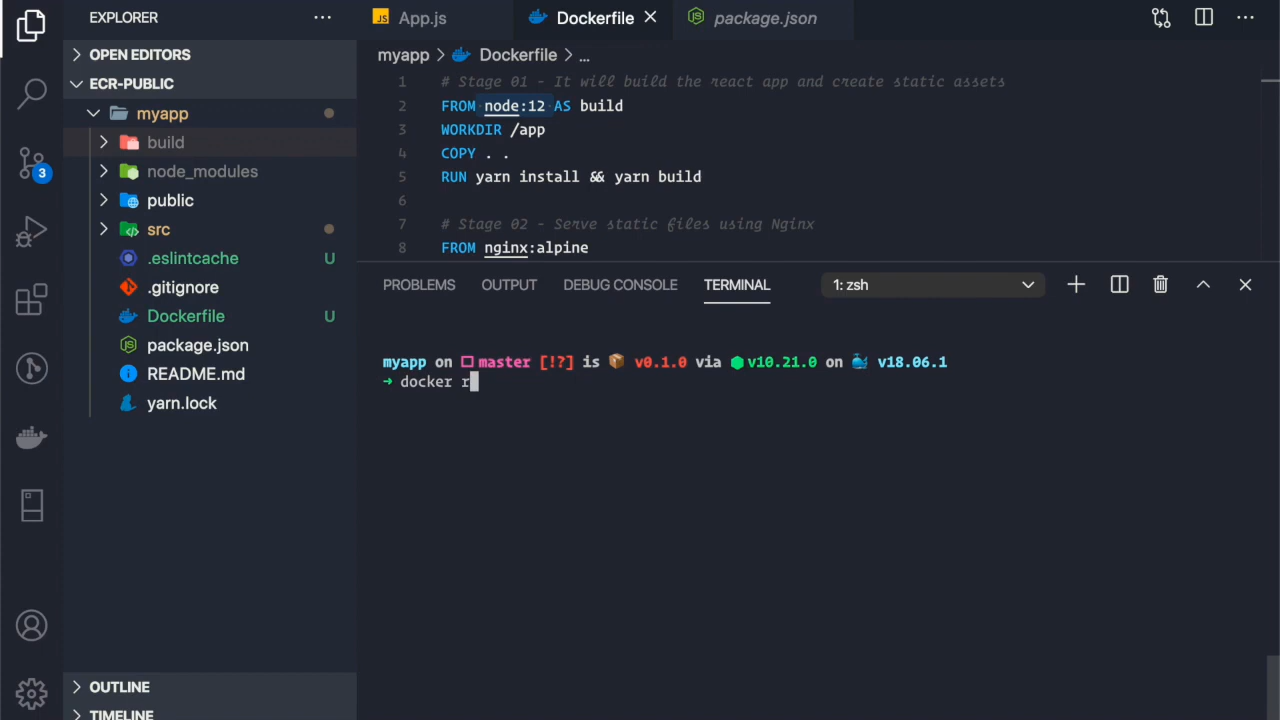 EXPLORER
OPEN EDITORS
ECR-PUBLIC
myapp
build
node_modules
public
src
.eslintcache U
.gitignore
Dockerfile U
package.json
README.md
yarn.lock
OUTLINE
TIMELINE
3
JS App.js Dockerfile package.json
myapp > Dockerfile > ...
1 # Stage 01 - It will build the react app and create static assets
2 FROM node:12 AS build
3 WORKDIR /app
4 COPY . .
5 RUN yarn install && yarn build
6
7 # Stage 02 - Serve static files using Nginx
8 FROM nginx:alpine
PROBLEMS OUTPUT DEBUG CONSOLE TERMINAL 1: zsh
myapp on master [!?] is 📦 v0.1.0 via ⬢v10.21.0 on 🐳 v18.06.1
➜ docker r